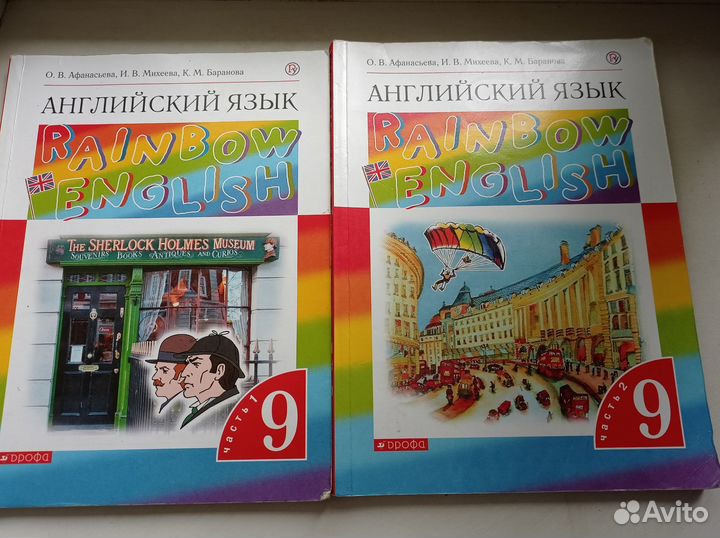 О. В. Афанасьева, И. В. Михеева, К. М. Баранова
АНГЛИЙСКИЙ ЯЗЫК
RAINBOW
ENGLISH
THE SHERLOCK HOLMES MUSEUM
SOUVENIRS BOOKS ANTIQUES AND CURIOS
часть 1
9
дрофа
О. В. Афанасьева, И. В. Михеева, К. М. Баранова
АНГЛИЙСКИЙ ЯЗЫК
RAINBOW
ENGLISH
часть 2
9
дрофа
Avito